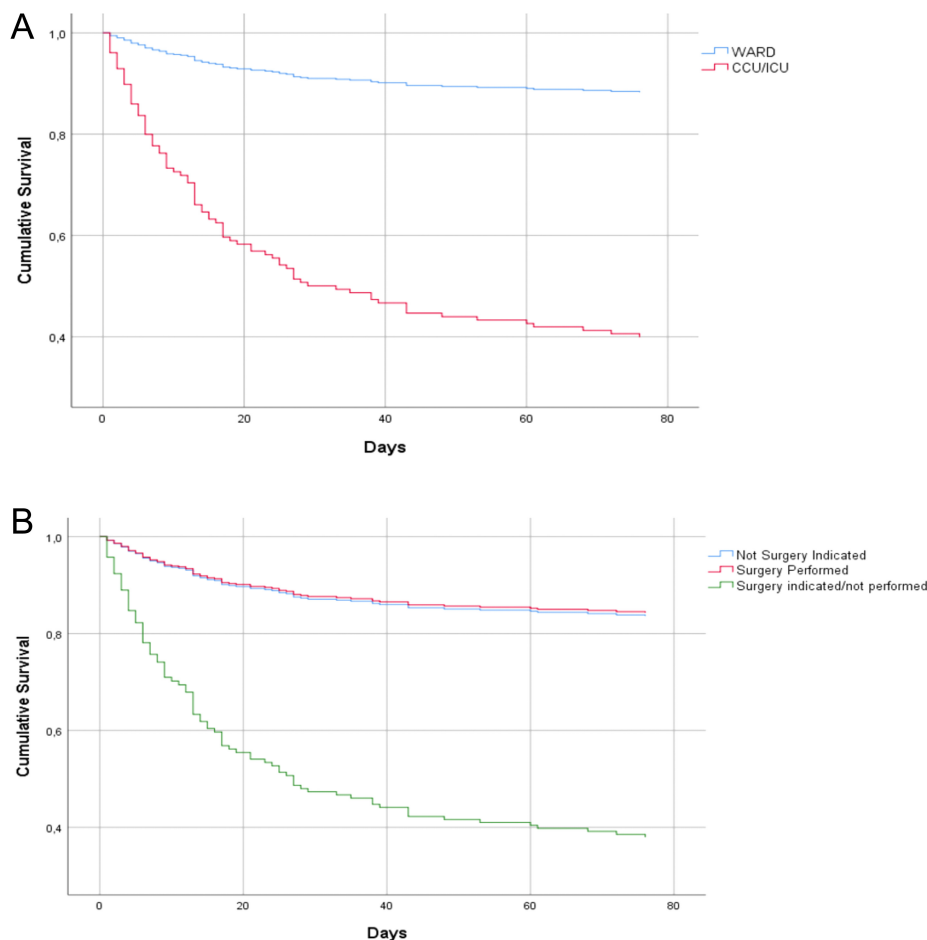 A
1,0
0,8
0,6
0,4
Cumulative Survival
0
20
40
60
80
Days
WARD
CCU/ICU
B
1,0
0,8
0,6
0,4
Cumulative Survival
0
20
40
60
80
Days
Not Surgery Indicated
Surgery Performed
Surgery indicated/not performed